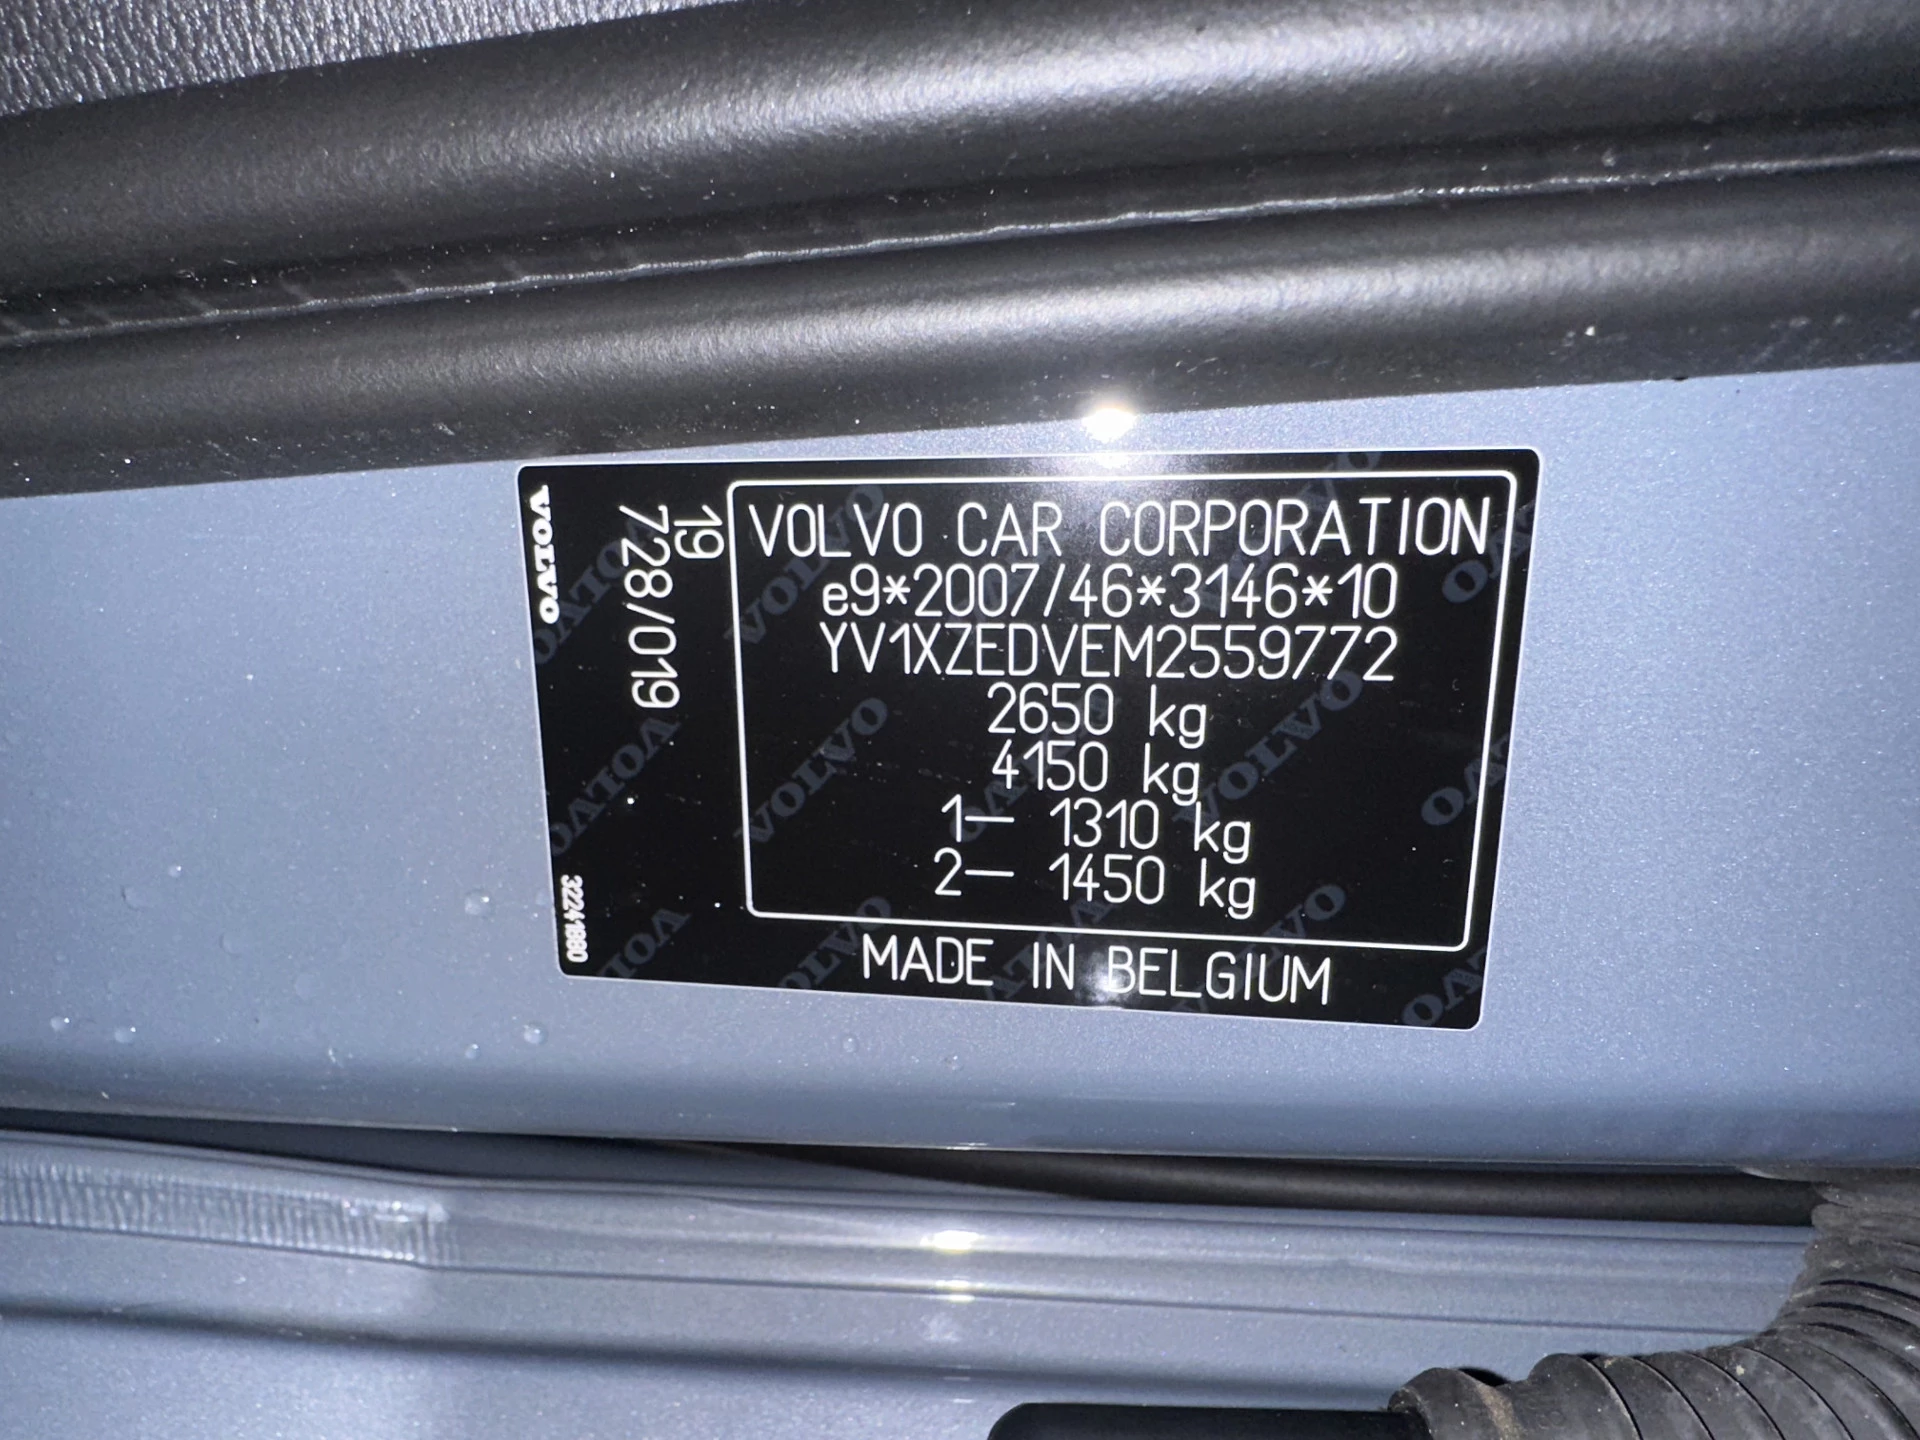 VOLVO CAR CORPORATION
e9*2007/46*3146*10
YV1XZEDVEM2559772
2650 kg
4150 kg
1— 1310 kg
2— 1450 kg
MADE IN BELGIUM
19
728/019
VOLVO
32241880